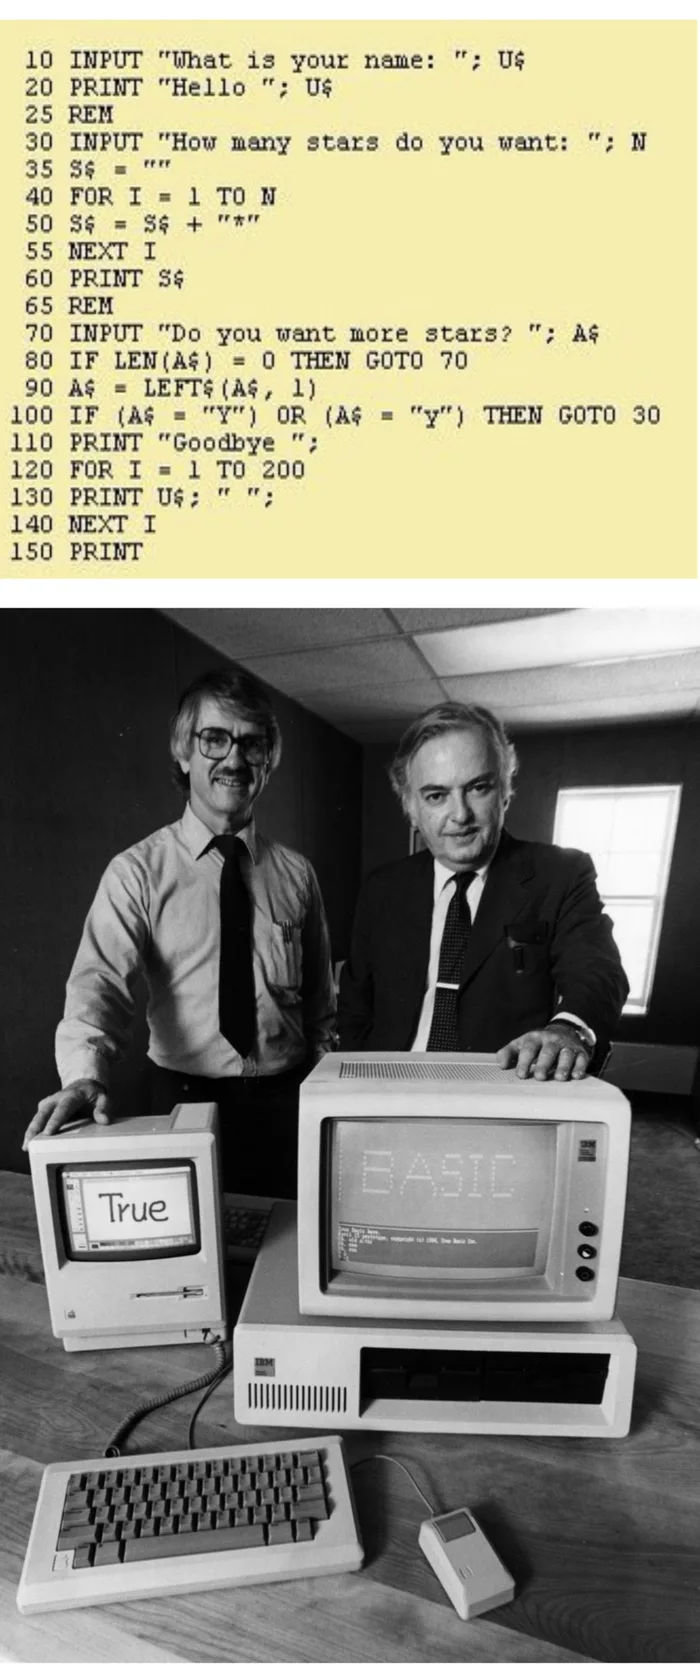 10 INPUT "What is your name: "; U$
20 PRINT "Hello "; U$
25 REM
30 INPUT "How many stars do you want: "; N
35 S$ = ""
40 FOR I = 1 TO N
50 S$ = S$ + "*"
55 NEXT I
60 PRINT S$
65 REM
70 INPUT "Do you want more stars? "; A$
80 IF LEN(A$) = 0 THEN GOTO 70
90 A$ = LEFT$(A$, 1)
100 IF (A$ = "Y") OR (A$ = "y") THEN GOTO 30
110 PRINT "Goodbye ";
120 FOR I = 1 TO 200
130 PRINT U$; " ";
140 NEXT I
150 PRINT
True
BASIC
IBM
IBM